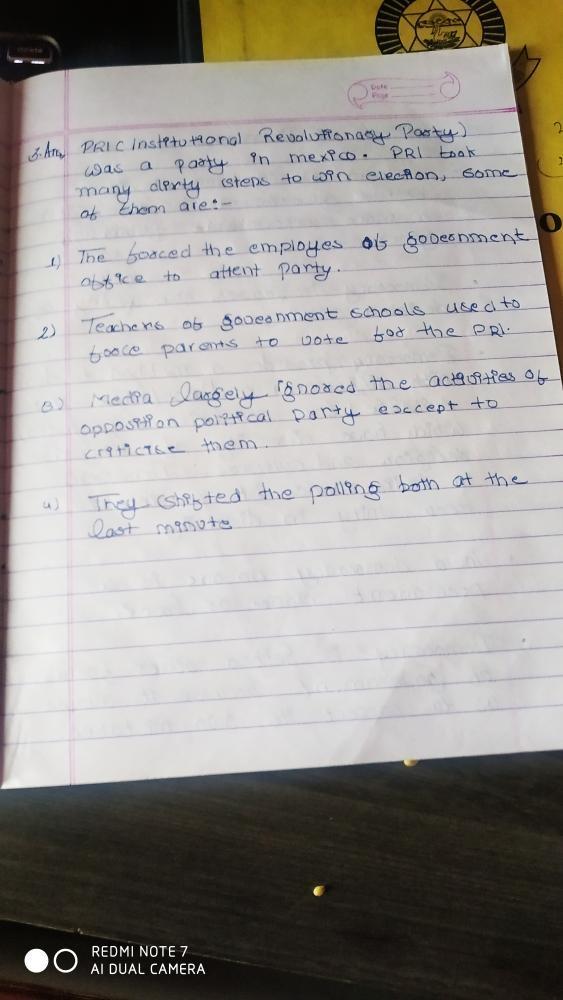 Date
Page
3. Ans PRI C institutional Revolutionary Party)
was a party in mexico. PRI took
many dirty steps to win election, some
of them are:-
1) The forced the employes of government
office to attent party.
2) Teachers of government schools used to
force parents to vote for the PRI.
3) Media largely ignored the activities of
opposition political party except to
criticise them.
4) They shifted the polling both at the
last minute
REDMI NOTE 7
AI DUAL CAMERA